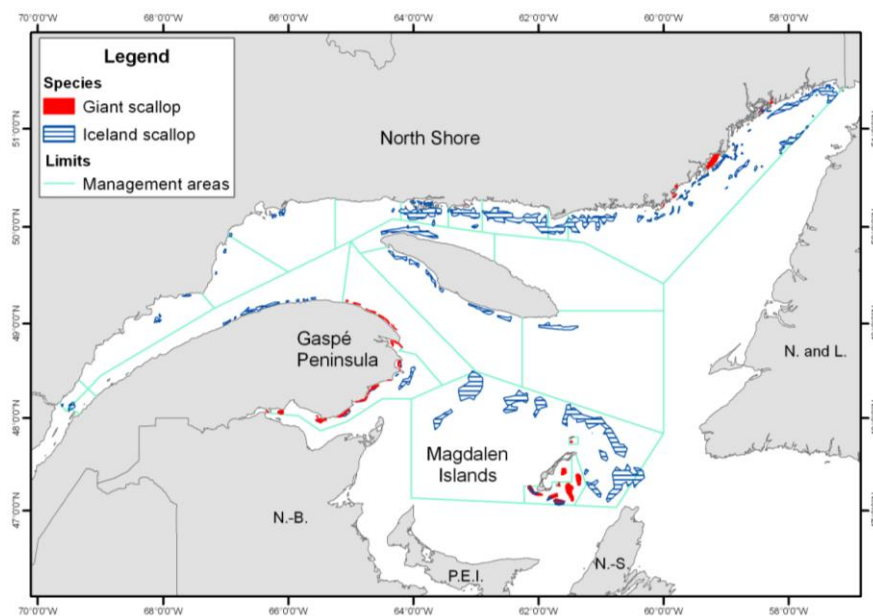 70°0'0"W 68°0'0"W 66°0'0"W 64°0'0"W 62°0'0"W 60°0'0"W 58°0'0"W
Legend
Species
Giant scallop
Iceland scallop
Limits
Management areas
North Shore
Gaspé
Peninsula
Magdalen
Islands
N. and L.
N.-B.
P.E.I.
N.-S.
51°0'0"N
50°0'0"N
49°0'0"N
48°0'0"N
47°0'0"N
70°0'0"W 68°0'0"W 66°0'0"W 64°0'0"W 62°0'0"W 60°0'0"W 58°0'0"W